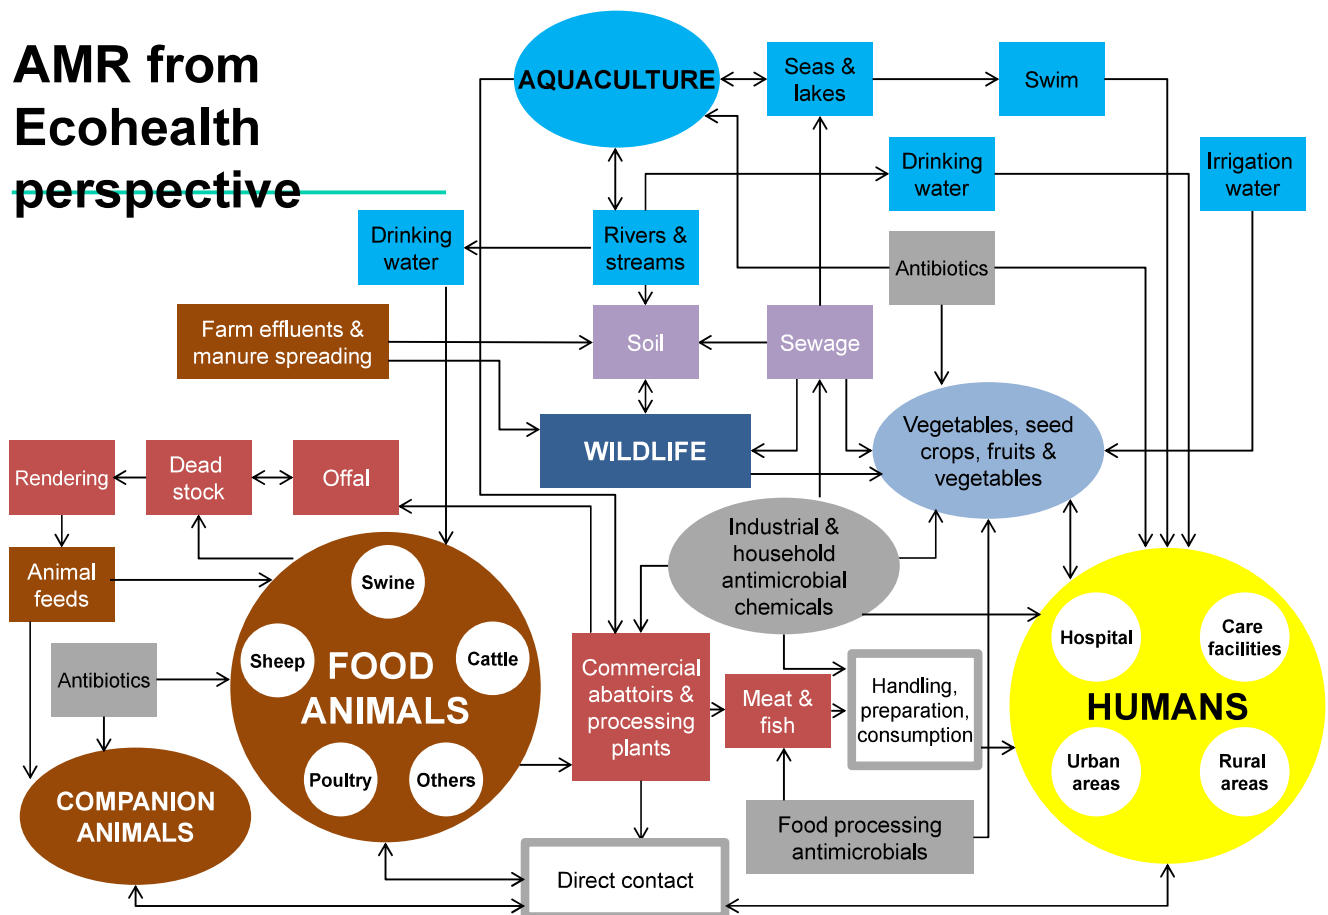 AMR from
Ecohealth
perspective
AQUACULTURE
Seas &
lakes
Swim
Drinking
water
Irrigation
water
Drinking
water
Rivers &
streams
Antibiotics
Farm effluents &
manure spreading
Soil
Sewage
WILDLIFE
Vegetables, seed
crops, fruits &
vegetables
Rendering
Dead
stock
Offal
Industrial &
household
antimicrobial
chemicals
Animal
feeds
Swine
Sheep
Cattle
FOOD
ANIMALS
Poultry
Others
Antibiotics
COMPANION
ANIMALS
Commercial
abattoirs &
processing
plants
Meat &
fish
Handling,
preparation,
consumption
Hospital
Care
facilities
HUMANS
Urban
areas
Rural
areas
Food processing
antimicrobials
Direct contact